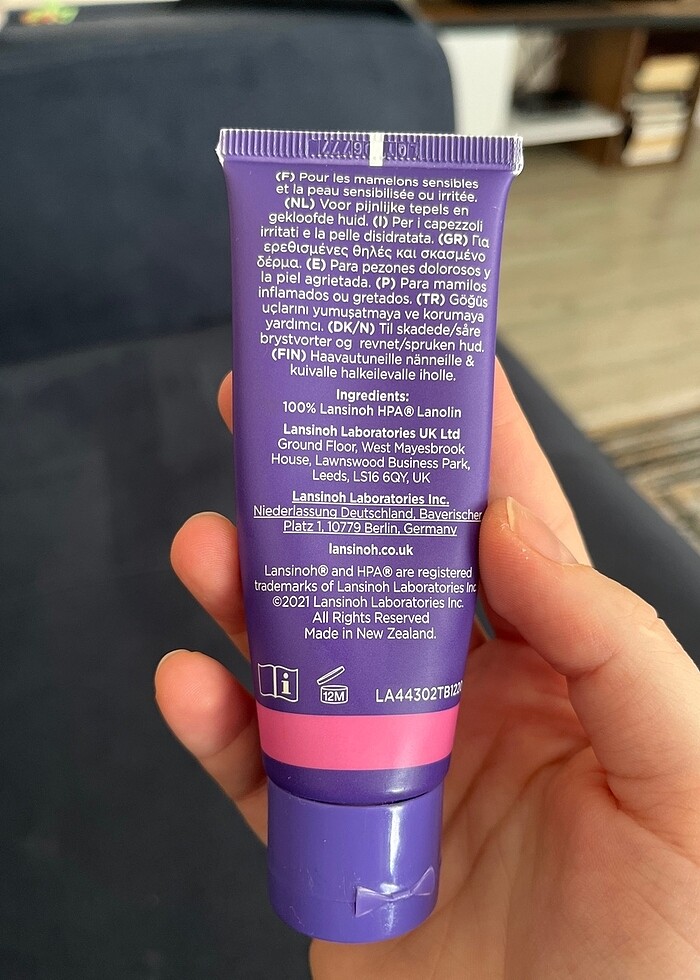 (F) Pour les mamelons sensibles
et la peau sensibilisée ou irritée.
(NL) Voor pijnlijke tepels en
gekloofde huid. (I) Per i capezzoli
irritati e la pelle disidratata. (GR) Για
ερεθισμένες θηλές και σκασμένο
δέρμα. (E) Para pezones dolorosos y
la piel agrietada. (P) Para mamilos
inflamados ou gretados. (TR) Göğüs
uçlarını yumuşatmaya ve korumaya
yardımcı. (DK/N) Til skadede/såre
brystvorter og revnet/sprukken hud.
(FIN) Haavautuneille nänneille &
kuivalle halkeilevalle iholle.
Ingredients:
100% Lansinoh HPA® Lanolin
Lansinoh Laboratories UK Ltd
Ground Floor, West Mayesbrook
House, Lawnswood Business Park,
Leeds, LS16 6QY, UK
Lansinoh Laboratories Inc.
Niederlassung Deutschland, Bayerischer
Platz 1, 10779 Berlin, Germany
lansinoh.co.uk
Lansinoh® and HPA® are registered
trademarks of Lansinoh Laboratories Inc.
©2021 Lansinoh Laboratories Inc.
All Rights Reserved
Made in New Zealand.
i
12M
LA44302TB1220